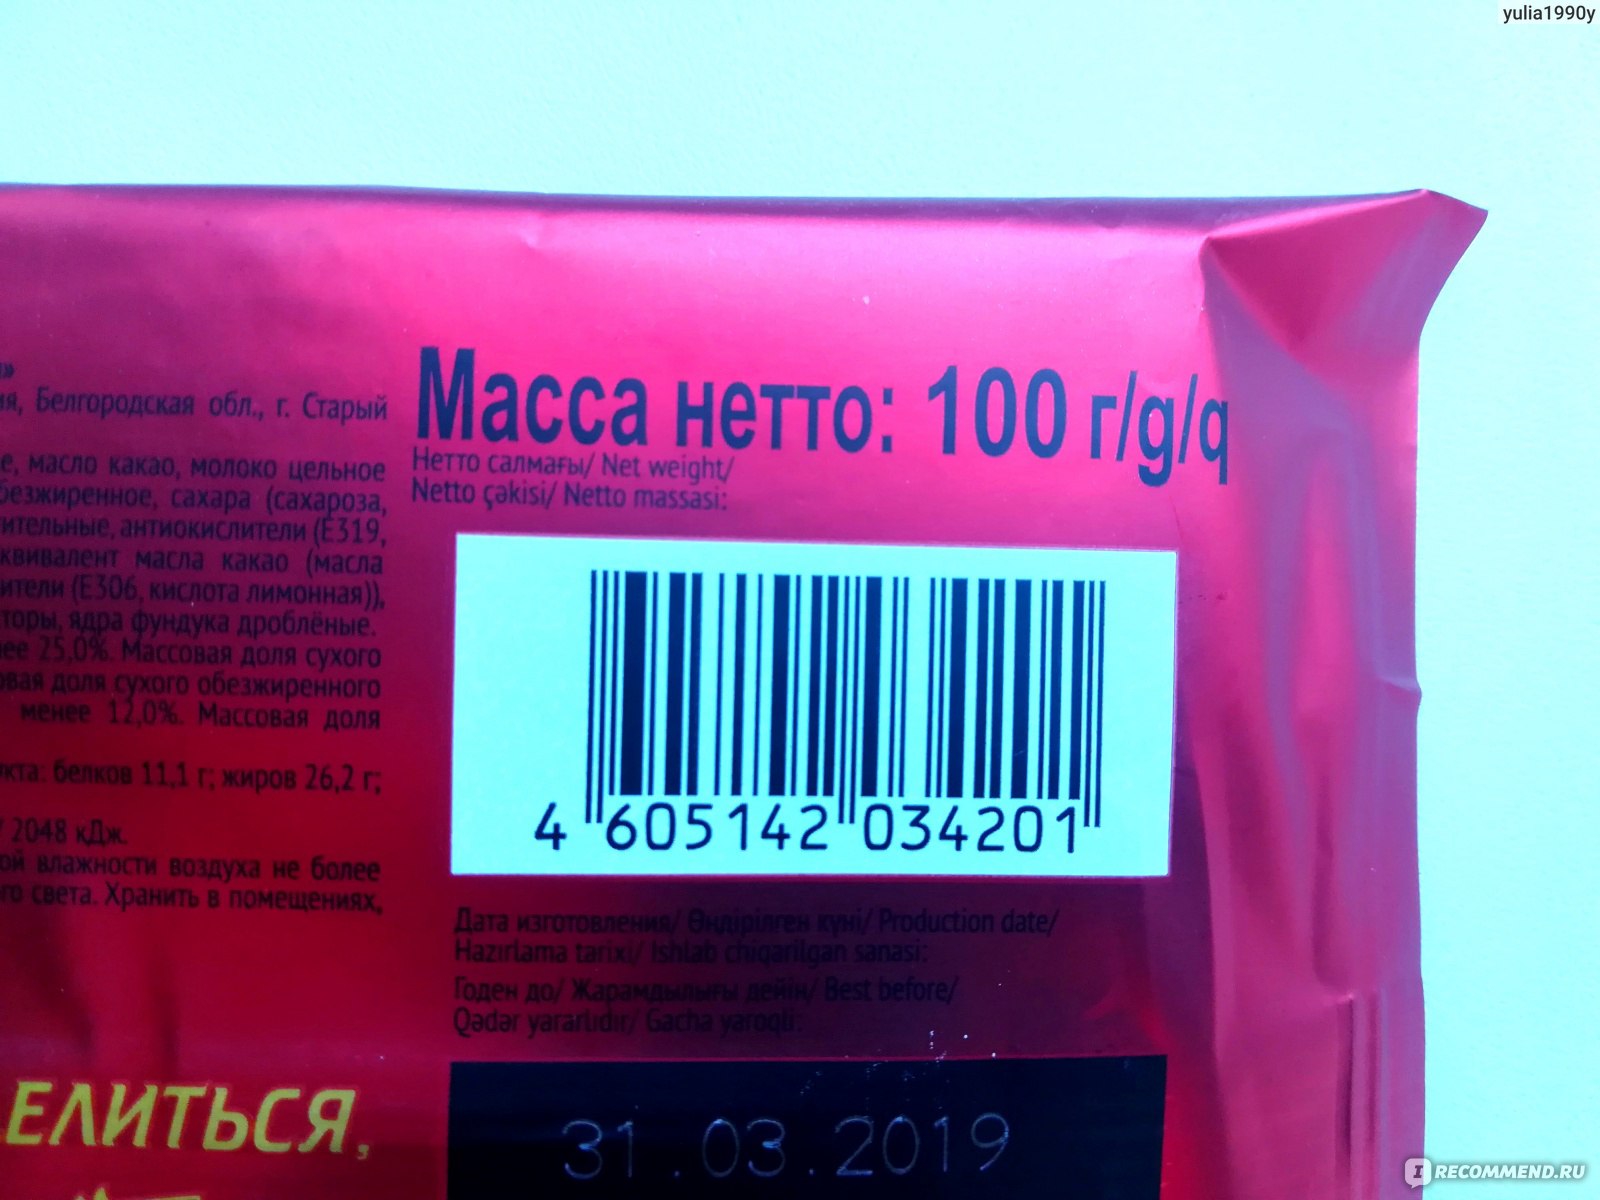 yulia1990y
»
ия, Белгородская обл., г. Старый
е, масло какао, молоко цельное
безжиренное, сахара (сахароза,
тительные, антиокислители (Е319,
квивалент масла какао (масла
ители (Е306, кислота лимонная)),
торы, ядра фундука дроблёные.
нее 25,0%. Массовая доля сухого
овая доля сухого обезжиренного
менее 12,0%. Массовая доля
укта: белков 11,1 г; жиров 26,2 г;
/ 2048 кДж.
ой влажности воздуха не более
го света. Хранить в помещениях,
ЕЛИТЬСЯ,
Масса нетто: 100 г/g/q
Нетто салмағы/ Net weight/
Netto çəkisi/ Netto massasi:
4 605142 034201
Дата изготовления/ Өндірілген күні/ Production date/
Hazırlama tarixi/ Ishlab chiqarilgan sanasi:
Годен до/ Жарамдылығы дейін/ Best before/
Qədər yararlıdır/ Gacha yaroqli:
31.03.2019
IRECOMMEND.RU